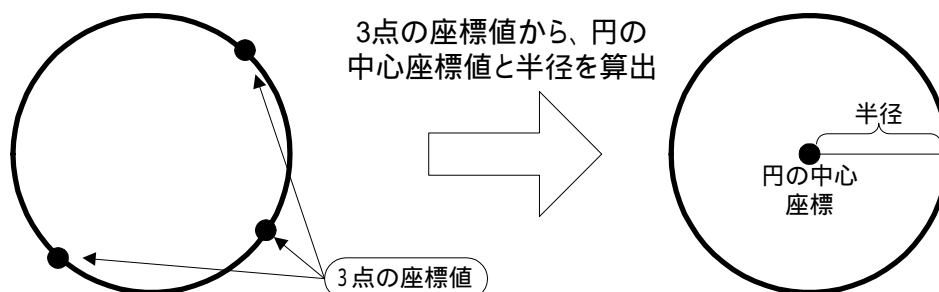 3点の座標値から、円の
中心座標値と半径を算出
半径
円の中心
座標
3点の座標値